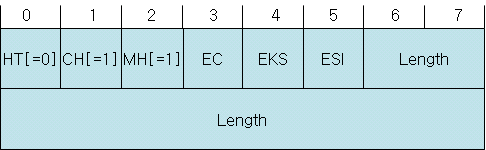 0 1 2 3 4 5 6 7
HT[=0] CH[=1] MH[=1] EC EKS ESI Length
Length